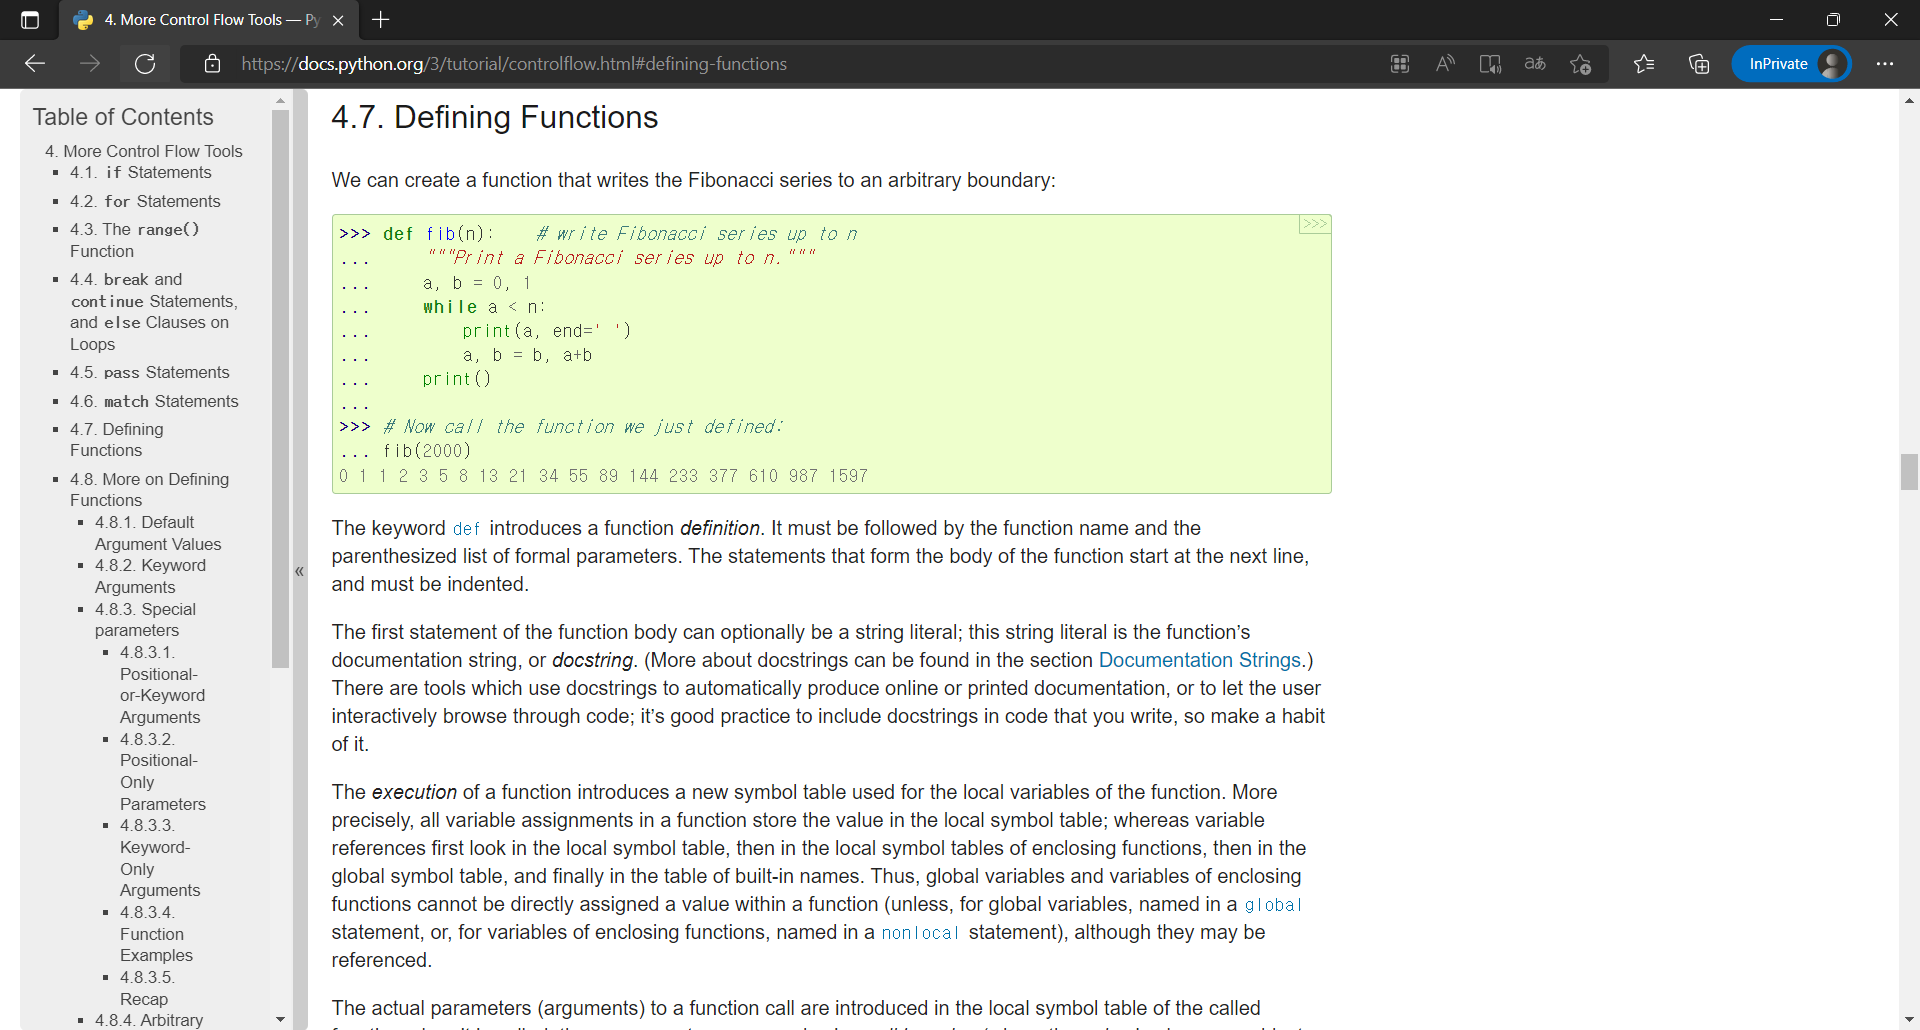 4. More Control Flow Tools — Py
https://docs.python.org/3/tutorial/controlflow.html#defining-functions
InPrivate
Table of Contents
4. More Control Flow Tools
4.1. if Statements
4.2. for Statements
4.3. The range()
Function
4.4. break and
continue Statements,
and else Clauses on
Loops
4.5. pass Statements
4.6. match Statements
4.7. Defining
Functions
4.8. More on Defining
Functions
4.8.1. Default
Argument Values
4.8.2. Keyword
Arguments
4.8.3. Special
parameters
4.8.3.1.
Positional-
or-Keyword
Arguments
4.8.3.2.
Positional-
Only
Parameters
4.8.3.3.
Keyword-
Only
Arguments
4.8.3.4.
Function
Examples
4.8.3.5.
Recap
4.8.4. Arbitrary
«
4.7. Defining Functions
We can create a function that writes the Fibonacci series to an arbitrary boundary:
>>>
>>> def fib(n):    # write Fibonacci series up to n
...     """Print a Fibonacci series up to n."""
...     a, b = 0, 1
...     while a < n:
...         print(a, end=' ')
...         a, b = b, a+b
...     print()
...
>>> # Now call the function we just defined:
... fib(2000)
0 1 1 2 3 5 8 13 21 34 55 89 144 233 377 610 987 1597
The keyword def introduces a function definition. It must be followed by the function name and the
parenthesized list of formal parameters. The statements that form the body of the function start at the next line,
and must be indented.
The first statement of the function body can optionally be a string literal; this string literal is the function’s
documentation string, or docstring. (More about docstrings can be found in the section Documentation Strings.)
There are tools which use docstrings to automatically produce online or printed documentation, or to let the user
interactively browse through code; it’s good practice to include docstrings in code that you write, so make a habit
of it.
The execution of a function introduces a new symbol table used for the local variables of the function. More
precisely, all variable assignments in a function store the value in the local symbol table; whereas variable
references first look in the local symbol table, then in the local symbol tables of enclosing functions, then in the
global symbol table, and finally in the table of built-in names. Thus, global variables and variables of enclosing
functions cannot be directly assigned a value within a function (unless, for global variables, named in a global
statement, or, for variables of enclosing functions, named in a nonlocal statement), although they may be
referenced.
The actual parameters (arguments) to a function call are introduced in the local symbol table of the called